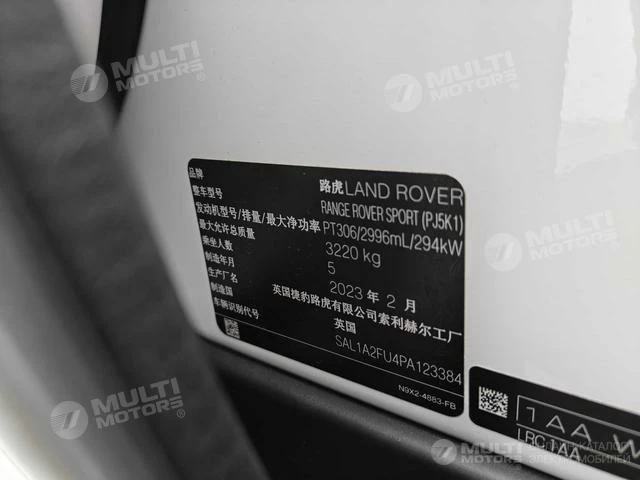 MULTI MOTORS®
MULTI MOTORS
品牌 路虎LAND ROVER
整车型号 RANGE ROVER SPORT (PJ5K1)
发动机型号/排量/最大净功率 PT306/2996mL/294kW
最大允许总质量 3220 kg
乘坐人数 5
制造年月 2023 年 2 月
生产厂名 英国捷豹路虎有限公司索利赫尔工厂
制造国 英国
车辆识别代号 SAL1A2FU4PA123384
N9X2-4883-FB
MULTI MOTORS
MULTI MOTORS
1AA
LRC1AA
MULTI MOTORS
КАТАЛОГ
ЭЛЕКТРОМОБИЛЕЙ